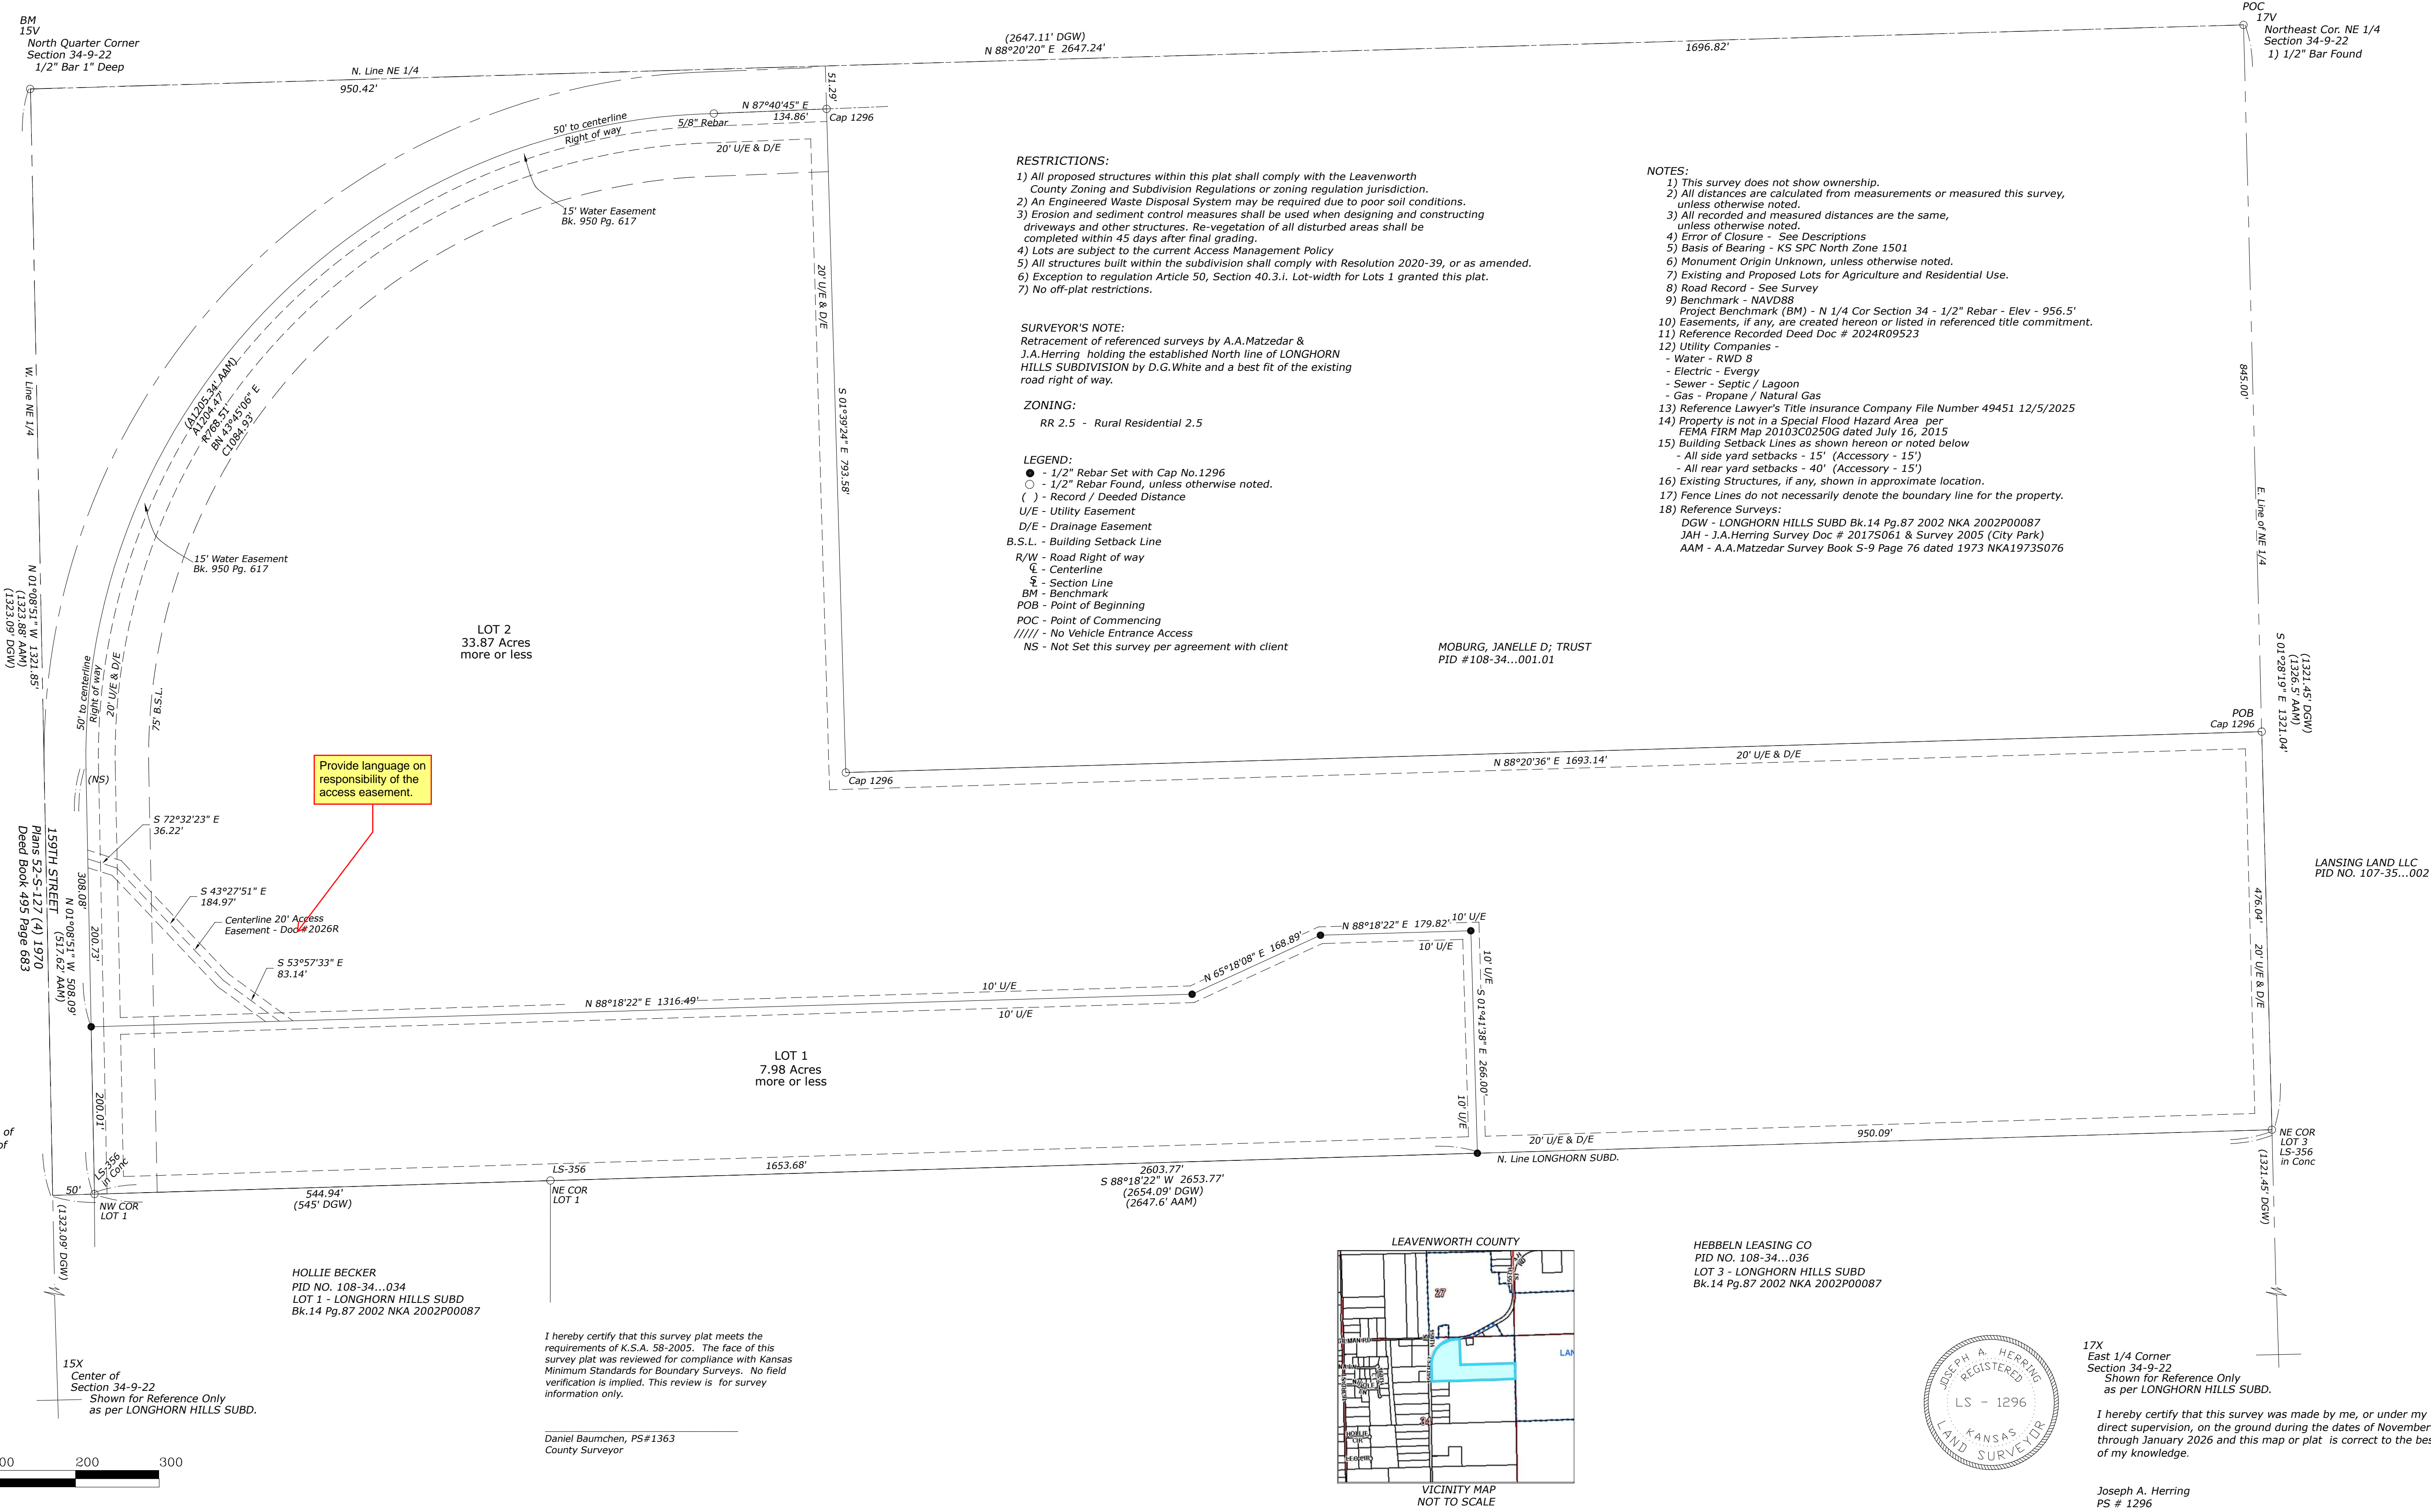 BM
15V
North Quarter Corner
Section 34-9-22
1/2" Bar 1" Deep
N. Line NE 1/4
950.42'
(2647.11' DGW)
N 88°20'20" E 2647.24'
1696.82'
POC
17V
Northeast Cor. NE 1/4
Section 34-9-22
1) 1/2" Bar Found
51.29'
N 87°40'45" E
134.86'
Cap 1296
5/8" Rebar
50' to centerline
Right of way
20' U/E & D/E
15' Water Easement
Bk. 950 Pg. 617
20' U/E & D/E
S 01°39'24" E 793.58'
(A1205.34' AAM)
A1204.47'
R768.51'
BN 43°45'06" E
C1084.93'
15' Water Easement
Bk. 950 Pg. 617
W. Line NE 1/4
N 01°08'51" W 1321.85'
(1323.88' AAM)
(1323.09' DGW)
50' to centerline
Right of way
20' U/E & D/E
75' B.S.L.
LOT 2
33.87 Acres
more or less
RESTRICTIONS:
1) All proposed structures within this plat shall comply with the Leavenworth
County Zoning and Subdivision Regulations or zoning regulation jurisdiction.
2) An Engineered Waste Disposal System may be required due to poor soil conditions.
3) Erosion and sediment control measures shall be used when designing and constructing
driveways and other structures. Re-vegetation of all disturbed areas shall be
completed within 45 days after final grading.
4) Lots are subject to the current Access Management Policy
5) All structures built within the subdivision shall comply with Resolution 2020-39, or as amended.
6) Exception to regulation Article 50, Section 40.3.i. Lot-width for Lots 1 granted this plat.
7) No off-plat restrictions.
SURVEYOR'S NOTE:
Retracement of referenced surveys by A.A.Matzedar &
J.A.Herring holding the established North line of LONGHORN
HILLS SUBDIVISION by D.G.White and a best fit of the existing
road right of way.
ZONING:
RR 2.5 - Rural Residential 2.5
LEGEND:
- 1/2" Rebar Set with Cap No.1296
- 1/2" Rebar Found, unless otherwise noted.
( ) - Record / Deeded Distance
U/E - Utility Easement
D/E - Drainage Easement
B.S.L. - Building Setback Line
R/W - Road Right of way
CL - Centerline
SL - Section Line
BM - Benchmark
POB - Point of Beginning
POC - Point of Commencing
///// - No Vehicle Entrance Access
NS - Not Set this survey per agreement with client
NOTES:
1) This survey does not show ownership.
2) All distances are calculated from measurements or measured this survey,
unless otherwise noted.
3) All recorded and measured distances are the same,
unless otherwise noted.
4) Error of Closure - See Descriptions
5) Basis of Bearing - KS SPC North Zone 1501
6) Monument Origin Unknown, unless otherwise noted.
7) Existing and Proposed Lots for Agriculture and Residential Use.
8) Road Record - See Survey
9) Benchmark - NAVD88
Project Benchmark (BM) - N 1/4 Cor Section 34 - 1/2" Rebar - Elev - 956.5'
10) Easements, if any, are created hereon or listed in referenced title commitment.
11) Reference Recorded Deed Doc # 2024R09523
12) Utility Companies -
- Water - RWD 8
- Electric - Evergy
- Sewer - Septic / Lagoon
- Gas - Propane / Natural Gas
13) Reference Lawyer's Title insurance Company File Number 49451 12/5/2025
14) Property is not in a Special Flood Hazard Area per
FEMA FIRM Map 20103C0250G dated July 16, 2015
15) Building Setback Lines as shown hereon or noted below
- All side yard setbacks - 15' (Accessory - 15')
- All rear yard setbacks - 40' (Accessory - 15')
16) Existing Structures, if any, shown in approximate location.
17) Fence Lines do not necessarily denote the boundary line for the property.
18) Reference Surveys:
DGW - LONGHORN HILLS SUBD Bk.14 Pg.87 2002 NKA 2002P00087
JAH - J.A.Herring Survey Doc # 2017S061 & Survey 2005 (City Park)
AAM - A.A.Matzedar Survey Book S-9 Page 76 dated 1973 NKA1973S076
MOBURG, JANELLE D; TRUST
PID #108-34...001.01
845.00'
E. Line of NE 1/4
(1321.45' DGW)
(1326.5' AAM)
S 01°28'19" E 1321.04'
POB
Cap 1296
Cap 1296
N 88°20'36" E 1693.14'
20' U/E & D/E
(NS)
Provide language on
responsibility of the
access easement.
S 72°32'23" E
36.22'
S 43°27'51" E
184.97'
Centerline 20' Access
Easement - Doc#2026R
S 53°57'33" E
83.14'
159TH STREET
Plans 52-S-127 (4) 1970
Deed Book 495 Page 683
308.08'
200.73'
N 01°08'51" W 508.09'
(517.62' AAM)
200.01'
N 88°18'22" E 1316.49'
10' U/E
10' U/E
N 65°18'08" E 168.89'
N 88°18'22" E 179.82'
10' U/E
10' U/E
10' U/E
S 01°41'38" E 266.00'
10' U/E
LOT 1
7.98 Acres
more or less
LANSING LAND LLC
PID NO. 107-35...002
476.04'
20' U/E & D/E
20' U/E & D/E
950.09'
N. Line LONGHORN SUBD.
NE COR
LOT 3
LS-356
in Conc
(1321.45' DGW)
of
of
50'
LS-356
in Conc
NW COR
LOT 1
(1323.09' DGW)
544.94'
(545' DGW)
LS-356
NE COR
LOT 1
1653.68'
2603.77'
S 88°18'22" W 2653.77'
(2654.09' DGW)
(2647.6' AAM)
HOLLIE BECKER
PID NO. 108-34...034
LOT 1 - LONGHORN HILLS SUBD
Bk.14 Pg.87 2002 NKA 2002P00087
HEBBELN LEASING CO
PID NO. 108-34...036
LOT 3 - LONGHORN HILLS SUBD
Bk.14 Pg.87 2002 NKA 2002P00087
15X
Center of
Section 34-9-22
Shown for Reference Only
as per LONGHORN HILLS SUBD.
I hereby certify that this survey plat meets the
requirements of K.S.A. 58-2005. The face of this
survey plat was reviewed for compliance with Kansas
Minimum Standards for Boundary Surveys. No field
verification is implied. This review is for survey
information only.
Daniel Baumchen, PS#1363
County Surveyor
LEAVENWORTH COUNTY
27
34
LAN
VICINITY MAP
NOT TO SCALE
JOSEPH A. HERRING
REGISTERED
LS - 1296
KANSAS
LAND SURVEYOR
17X
East 1/4 Corner
Section 34-9-22
Shown for Reference Only
as per LONGHORN HILLS SUBD.
I hereby certify that this survey was made by me, or under my
direct supervision, on the ground during the dates of November
through January 2026 and this map or plat is correct to the bes
of my knowledge.
Joseph A. Herring
PS # 1296
00 200 300